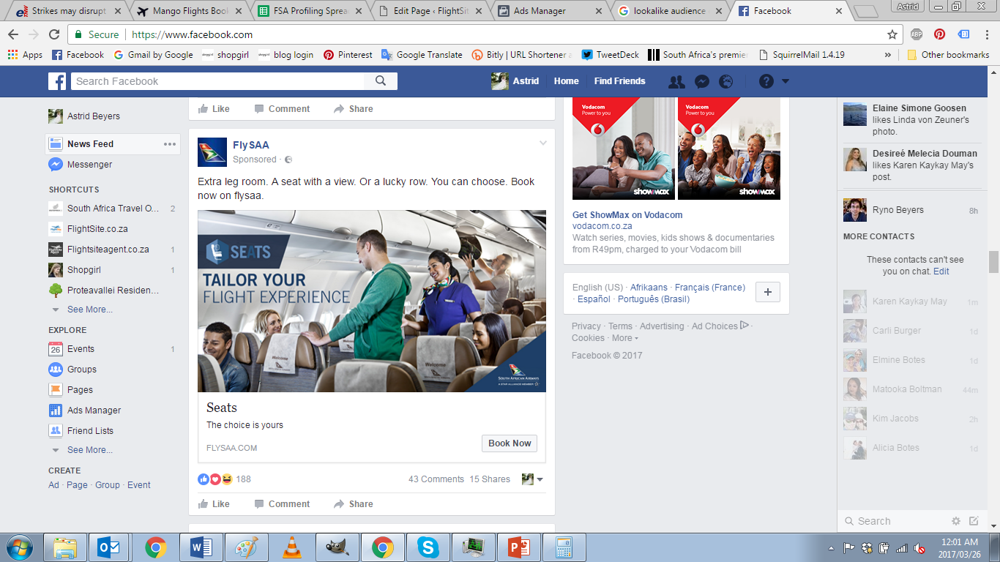 Strikes may disrupt
Mango Flights Book
FSA Profiling Sprea
Edit Page ‹ FlightSit
Ads Manager
lookalike audience
Facebook
Astrid
Secure
https://www.facebook.com
ABP
Apps
Facebook
Gmail by Google
shopgirl
blog login
Pinterest
Google Translate
Bitly | URL Shortener a
TweetDeck
South Africa's premie
SquirrelMail 1.4.19
»
Other bookmarks
Search Facebook
Astrid
Home
Find Friends
Astrid Beyers
News Feed
Messenger
SHORTCUTS
South Africa Travel O... 2
FlightSite.co.za
Flightsiteagent.co.za 1
Shopgirl 1
Proteavallei Residen...
See More...
EXPLORE
26 Events 1
Groups
Pages
Ads Manager
Friend Lists
See More...
CREATE
Ad · Page · Group · Event
Like Comment Share
FlySAA
Sponsored ·
Extra leg room. A seat with a view. Or a lucky row. You can choose. Book
now on flysaa.
SEATS
TAILOR YOUR
FLIGHT EXPERIENCE
Welcome
Welcome
Welcome
SOUTH AFRICAN AIRWAYS
A STAR ALLIANCE MEMBER
Seats
The choice is yours
FLYSAA.COM
Book Now
188
43 Comments 15 Shares
Like Comment Share
Vodacom
Power to you
showmax
Vodacom
Power to you
showmax
Get ShowMax on Vodacom
vodacom.co.za
Watch series, movies, kids shows & documentaries
from R49pm, charged to your Vodacom bill
English (US) · Afrikaans · Français (France)
· Español · Português (Brasil)
+
Privacy · Terms · Advertising · Ad Choices ·
Cookies · More
Facebook © 2017
Elaine Simone Goosen
likes Linda von Zeuner's
photo.
Desireé Melecia Douman
likes Karen Kaykay May's
post.
Ryno Beyers 8h
MORE CONTACTS
These contacts can't see
you on chat. Edit
Karen Kaykay May 1m
Carli Burger 1d
Elmine Botes 1d
Matooka Boltman 44m
Kim Jacobs 2h
Alicia Botes 1d
Search
12:01 AM
2017/03/26